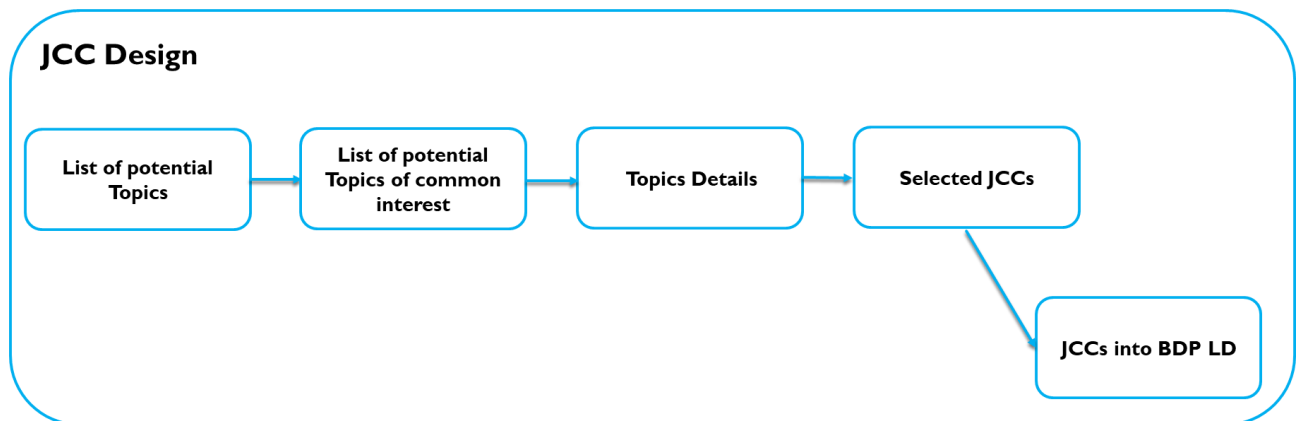 JCC Design
List of potential
Topics
List of potential
Topics of common
interest
Topics Details
Selected JCCs
JCCs into BDP LD